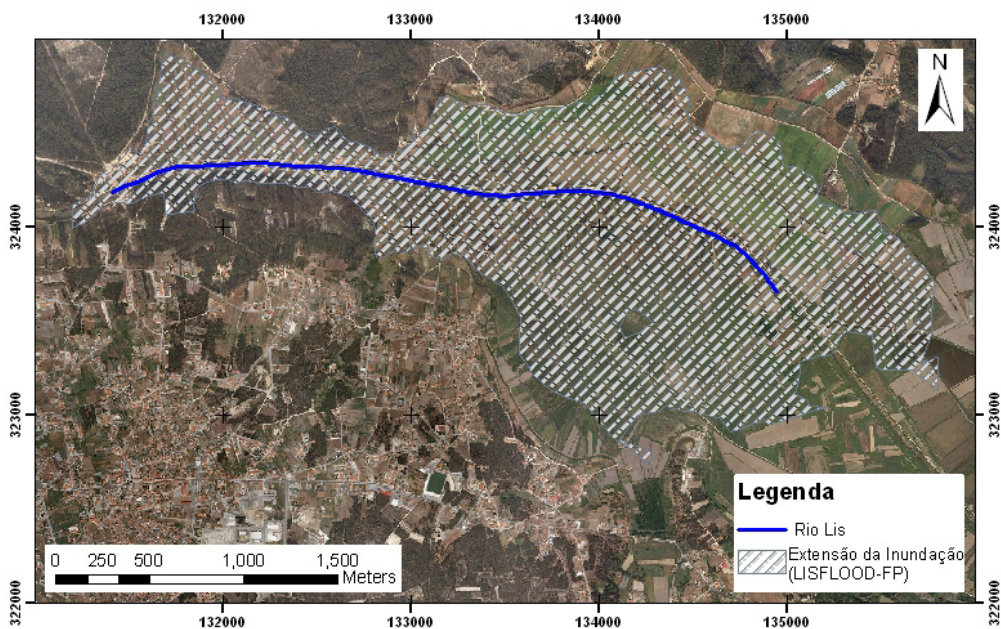 132000 133000 134000 135000
N
324000 324000
323000 323000
322000 322000
Legenda
Rio Lis
Extensão da Inundação
(LISFLOOD-FP)
0 250 500 1,000 1,500
Meters
132000 133000 134000 135000